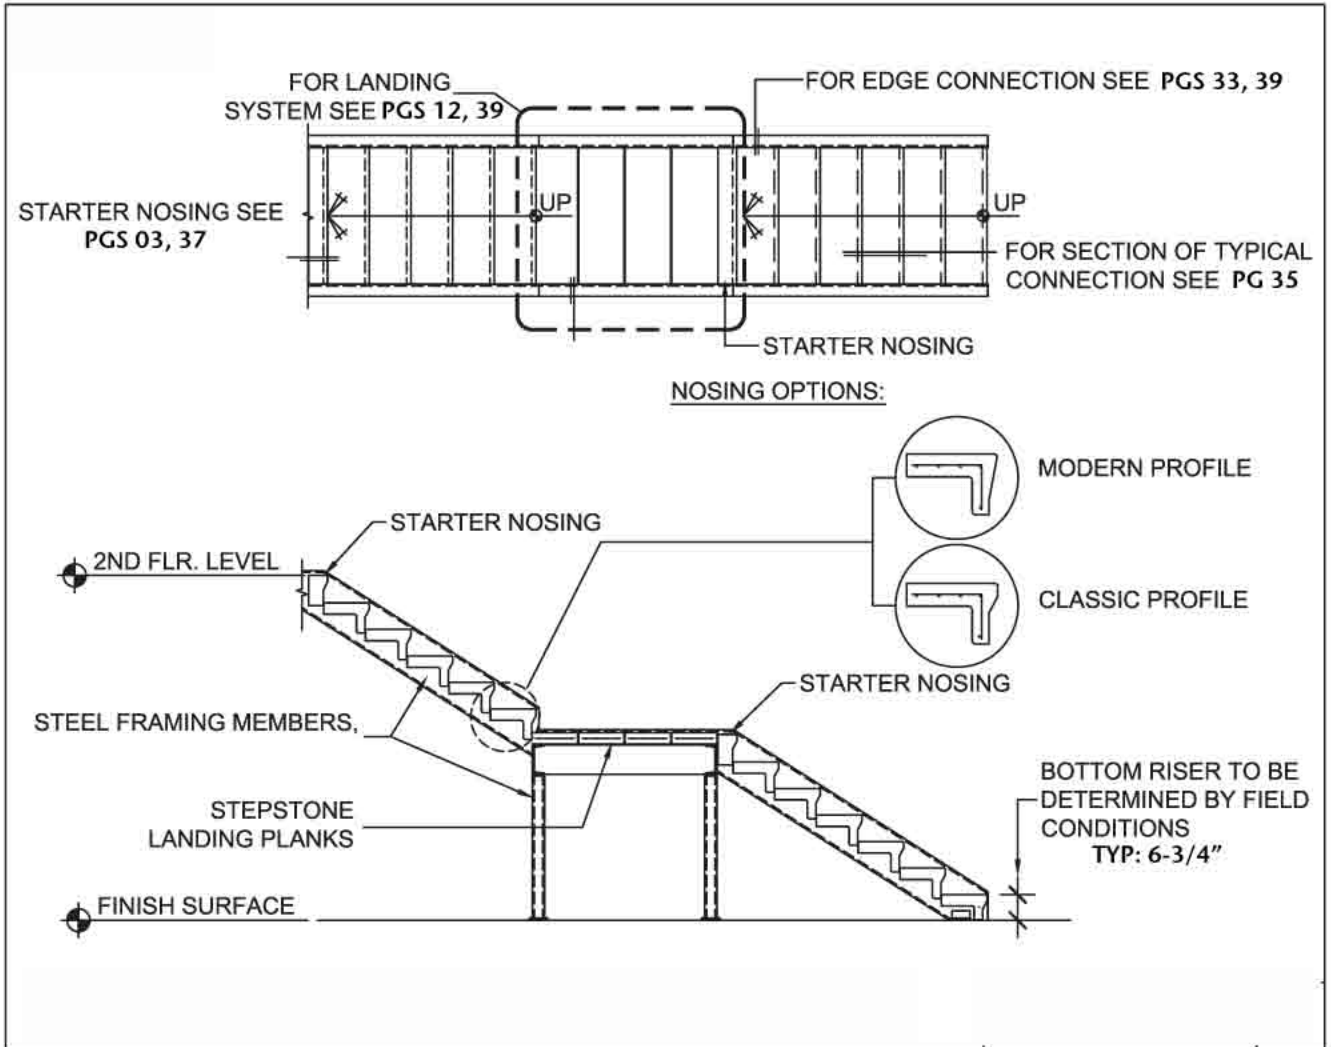 FOR LANDING
SYSTEM SEE PGS 12, 39
FOR EDGE CONNECTION SEE PGS 33, 39
STARTER NOSING SEE
PGS 03, 37
UP
UP
FOR SECTION OF TYPICAL
CONNECTION SEE PG 35
STARTER NOSING
NOSING OPTIONS:
MODERN PROFILE
STARTER NOSING
2ND FLR. LEVEL
CLASSIC PROFILE
STARTER NOSING
STEEL FRAMING MEMBERS,
STEPSTONE
LANDING PLANKS
BOTTOM RISER TO BE
DETERMINED BY FIELD
CONDITIONS
TYP: 6-3/4"
FINISH SURFACE